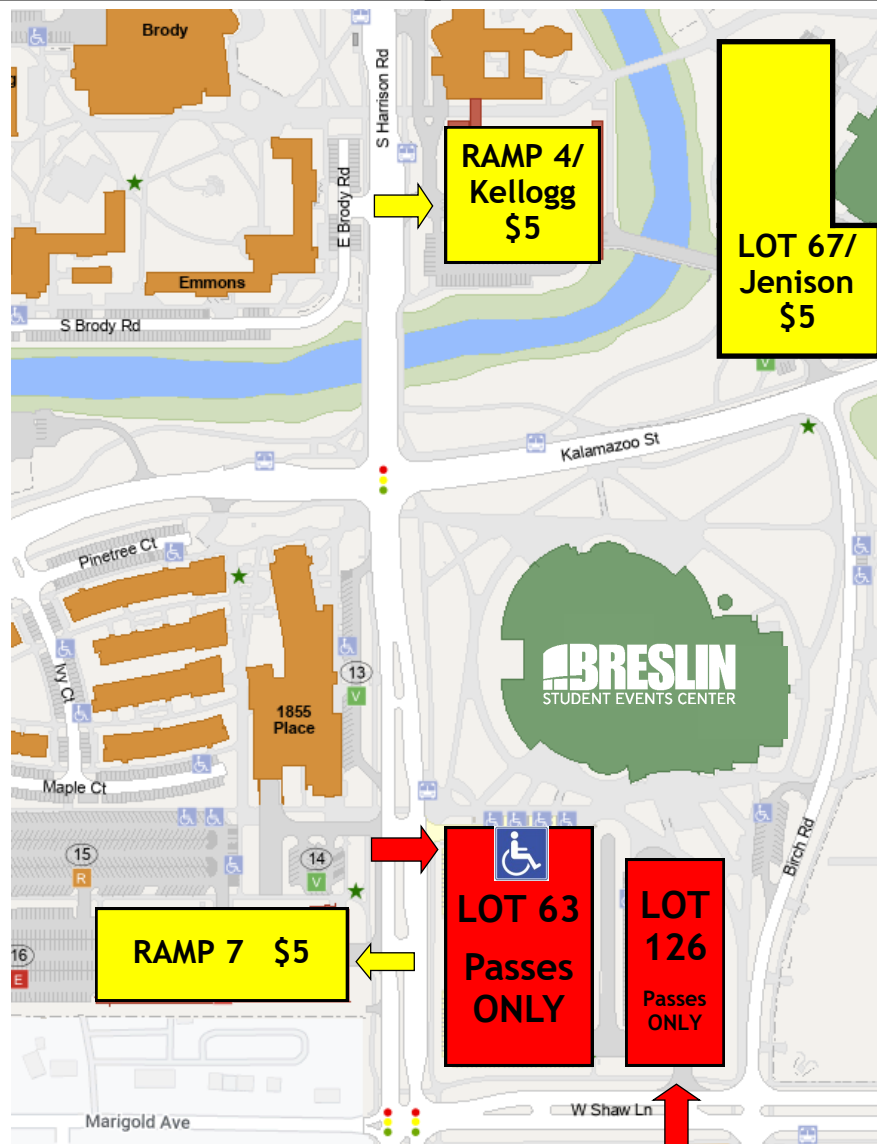 Brody
g
S Harrison Rd
RAMP 4/
Kellogg
$5
E Brody Rd
LOT 67/
Jenison
$5
V
Emmons
S Brody Rd
Kalamazoo St
Pinetree Ct
Ivy Ct
13
V
1855
Place
BRESLIN
STUDENT EVENTS CENTER
Maple Ct
Birch Rd
15
R
14
V
LOT 63
Passes
ONLY
LOT
126
Passes
ONLY
RAMP 7 $5
16
E
W Shaw Ln
Marigold Ave